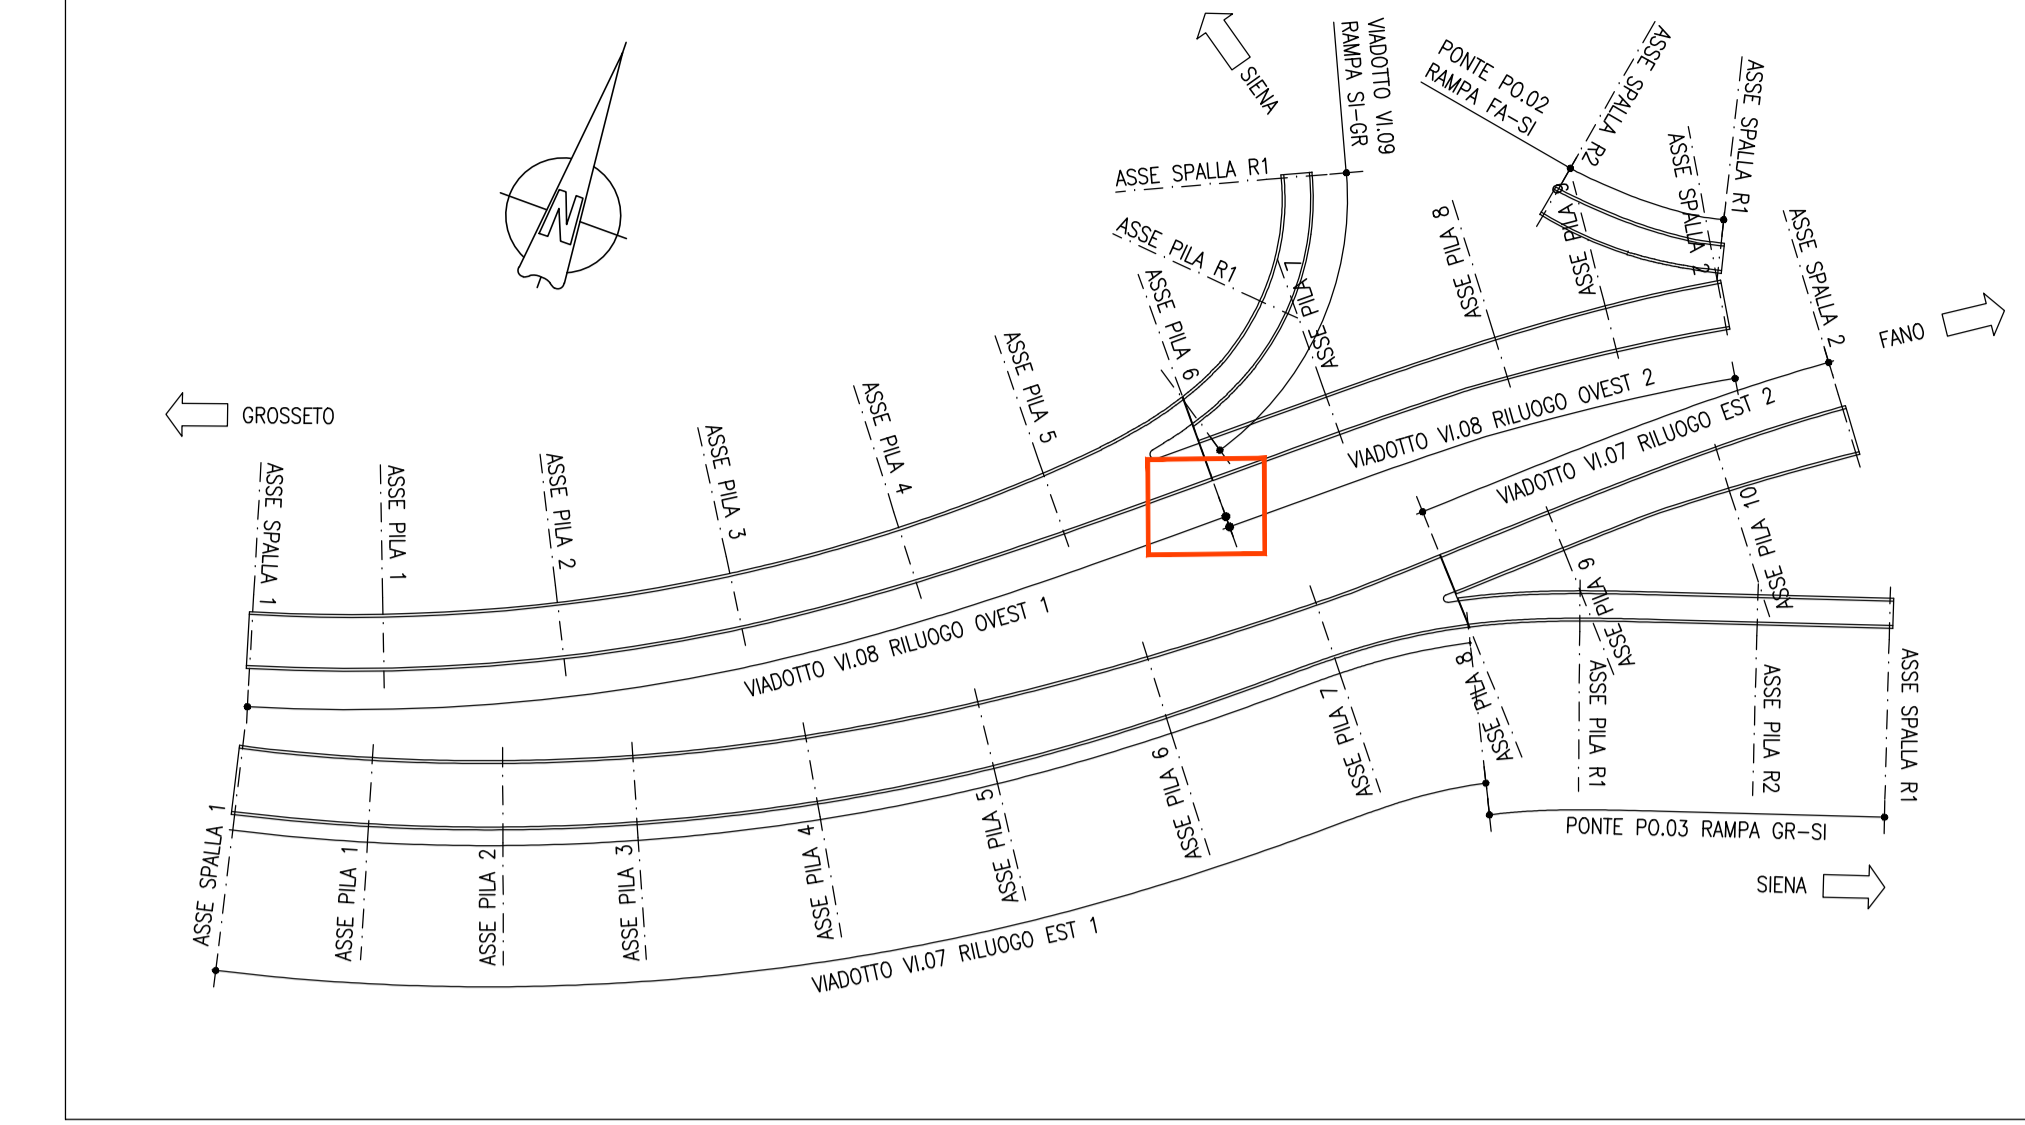 SIENA
VIADOTTO VI.09
RAMPA SI-GR
PONTE PO.02
RAMPA FA-SI
ASSE SPALLA R2
ASSE SPALLA R1
ASSE SPALLA R1
ASSE PILA R1
ASSE PILA 6
ASSE PILA 7
ASSE PILA 8
ASSE PILA 9
ASSE SPALLA 2
ASSE SPALLA 2
FANO
N
GROSSETO
ASSE SPALLA 1
ASSE PILA 1
ASSE PILA 2
ASSE PILA 3
ASSE PILA 4
ASSE PILA 5
VIADOTTO VI.08 RILUOGO OVEST 2
VIADOTTO VI.07 RILUOGO EST 2
VIADOTTO VI.08 RILUOGO OVEST 1
ASSE SPALLA 1
ASSE PILA 1
ASSE PILA 2
ASSE PILA 3
ASSE PILA 4
ASSE PILA 5
ASSE PILA 6
ASSE PILA 7
ASSE PILA 8
ASSE PILA 9
ASSE PILA 10
ASSE PILA R1
ASSE PILA R2
ASSE SPALLA R1
PONTE PO.03 RAMPA GR-SI
SIENA
VIADOTTO VI.07 RILUOGO EST 1